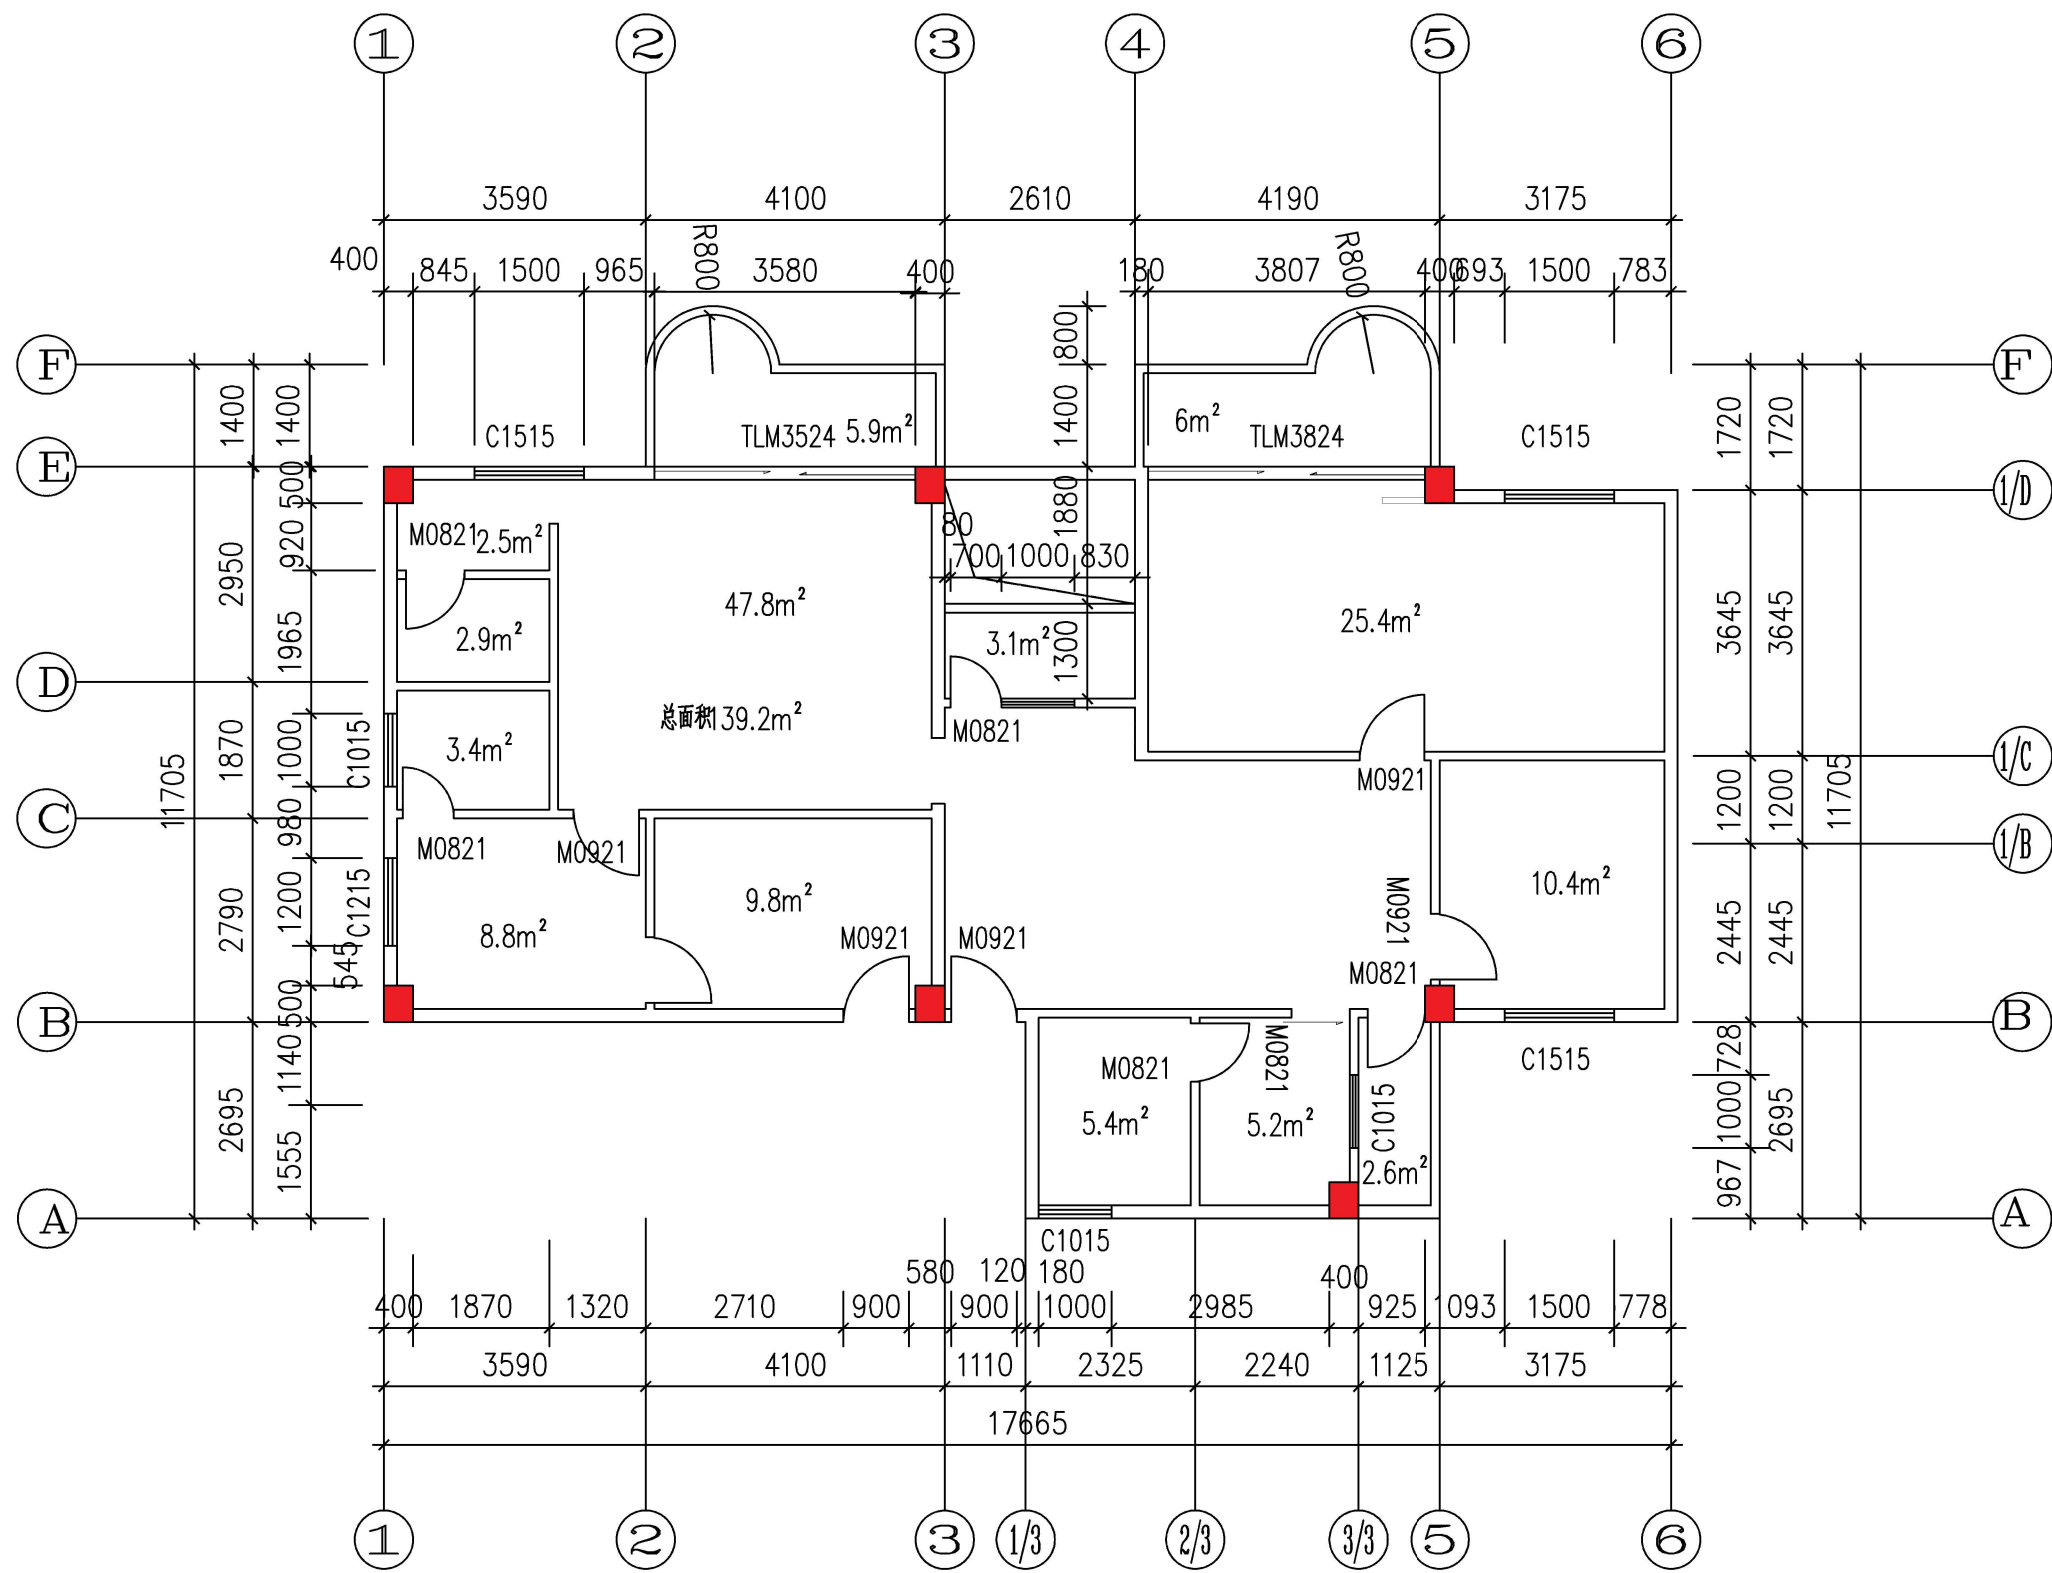 1 2 3 4 5 6
3590 4100 2610 4190 3175
400 845 1500 965 R800 3580 400 180 3807 R800 400 693 1500 783
F F
800
1400 1400 C1515 TLM3524 5.9m² 1400 6m² TLM3824 C1515 1720 1720
E 1/D
500 1880
920 M0821 2.5m² 80
2950 700 1000 830
47.8m² 25.4m² 3645 3645
1965 2.9m² 3.1m² 1300
D
总面积139.2m² M0821
11705 1870 1000 C1015 3.4m² M0921 1/C
1200 1200 11705
C 980 M0821 M0921 1/B
2790 1200 C1215 8.8m² 9.8m² M0921 M0921 M0921 10.4m² 2445 2445
545 M0821
B 500 B
1140 M0821 M0821 C1515 728
2695 5.4m² 5.2m² C1015 1000 2695
1555 2.6m² 967
A A
C1015
580 120 180 400
400 1870 1320 2710 900 900 1000 2985 925 1093 1500 778
3590 4100 1110 2325 2240 1125 3175
17665
1 2 3 1/3 2/3 3/3 5 6